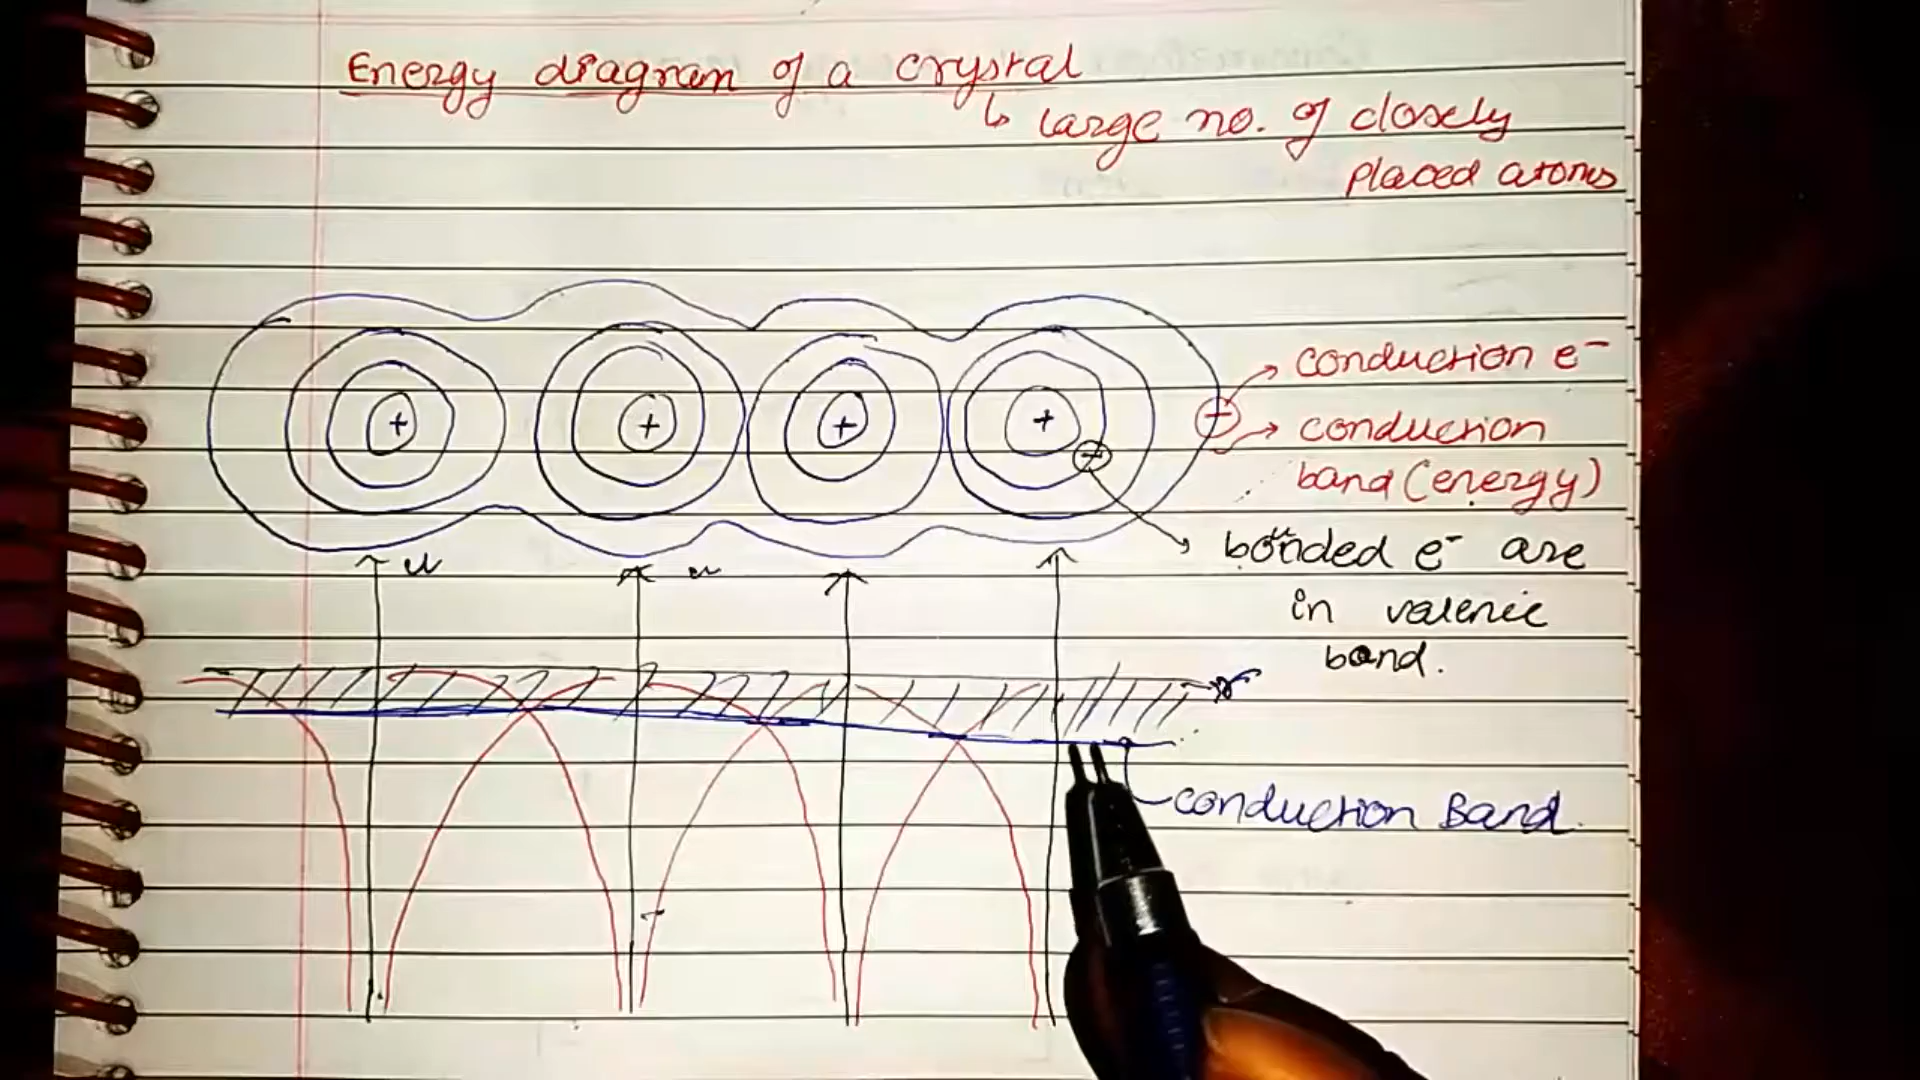 Energy diagram of a crystal
↳ large no. of closely
placed atoms
+ + + +
conduction e⁻
conduction
band (energy)
bonded e⁻ are
in valence
band.
u
conduction Band.